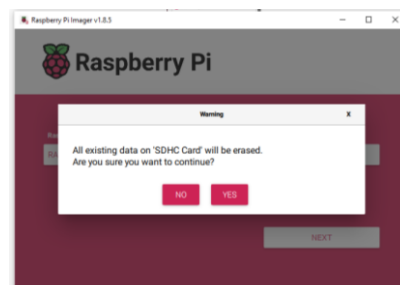 Raspberry Pi Imager v1.8.5
Raspberry Pi
Warning
X
All existing data on 'SDHC Card' will be erased.
Are you sure you want to continue?
NO
YES
NEXT